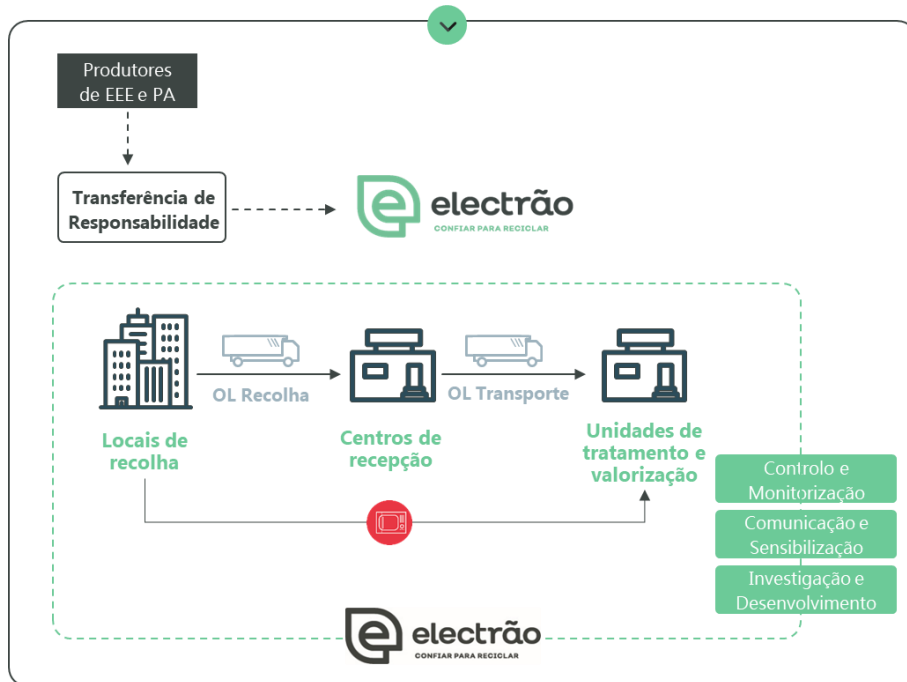 Produtores
de EEE e PA
Transferência de
Responsabilidade
electrão
CONFIAR PARA RECICLAR
OL Recolha
OL Transporte
Locais de
recolha
Centros de
recepção
Unidades de
tratamento e
valorização
Controlo e
Monitorização
Comunicação e
Sensibilização
Investigação e
Desenvolvimento
electrão
CONFIAR PARA RECICLAR